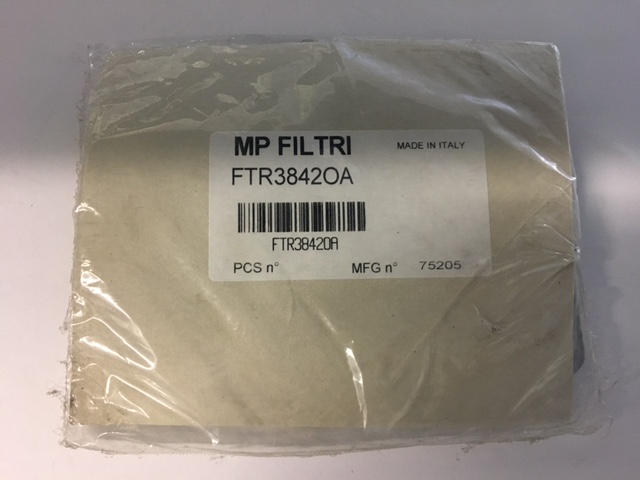 MP FILTRI MADE IN ITALY
FTR3842OA
FTR3842OA
PCS n° MFG n° 75205